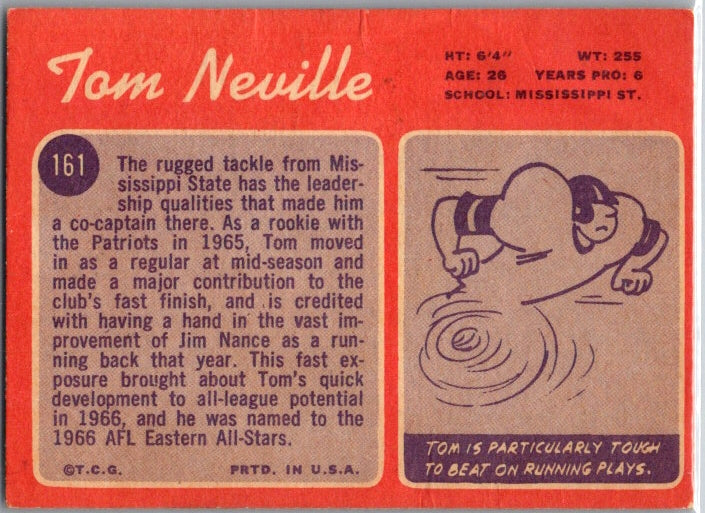 Tom Neville
HT: 6'4" WT: 255
AGE: 26 YEARS PRO: 6
SCHOOL: MISSISSIPPI ST.
161
The rugged tackle from Mis-
sissippi State has the leader-
ship qualities that made him
a co-captain there. As a rookie with
the Patriots in 1965, Tom moved
in as a regular at mid-season and
made a major contribution to the
club's fast finish, and is credited
with having a hand in the vast im-
provement of Jim Nance as a run-
ning back that year. This fast ex-
posure brought about Tom's quick
development to all-league potential
in 1966, and he was named to the
1966 AFL Eastern All-Stars.
©T.C.G. PRTD. IN U.S.A.
TOM IS PARTICULARLY TOUGH
TO BEAT ON RUNNING PLAYS.